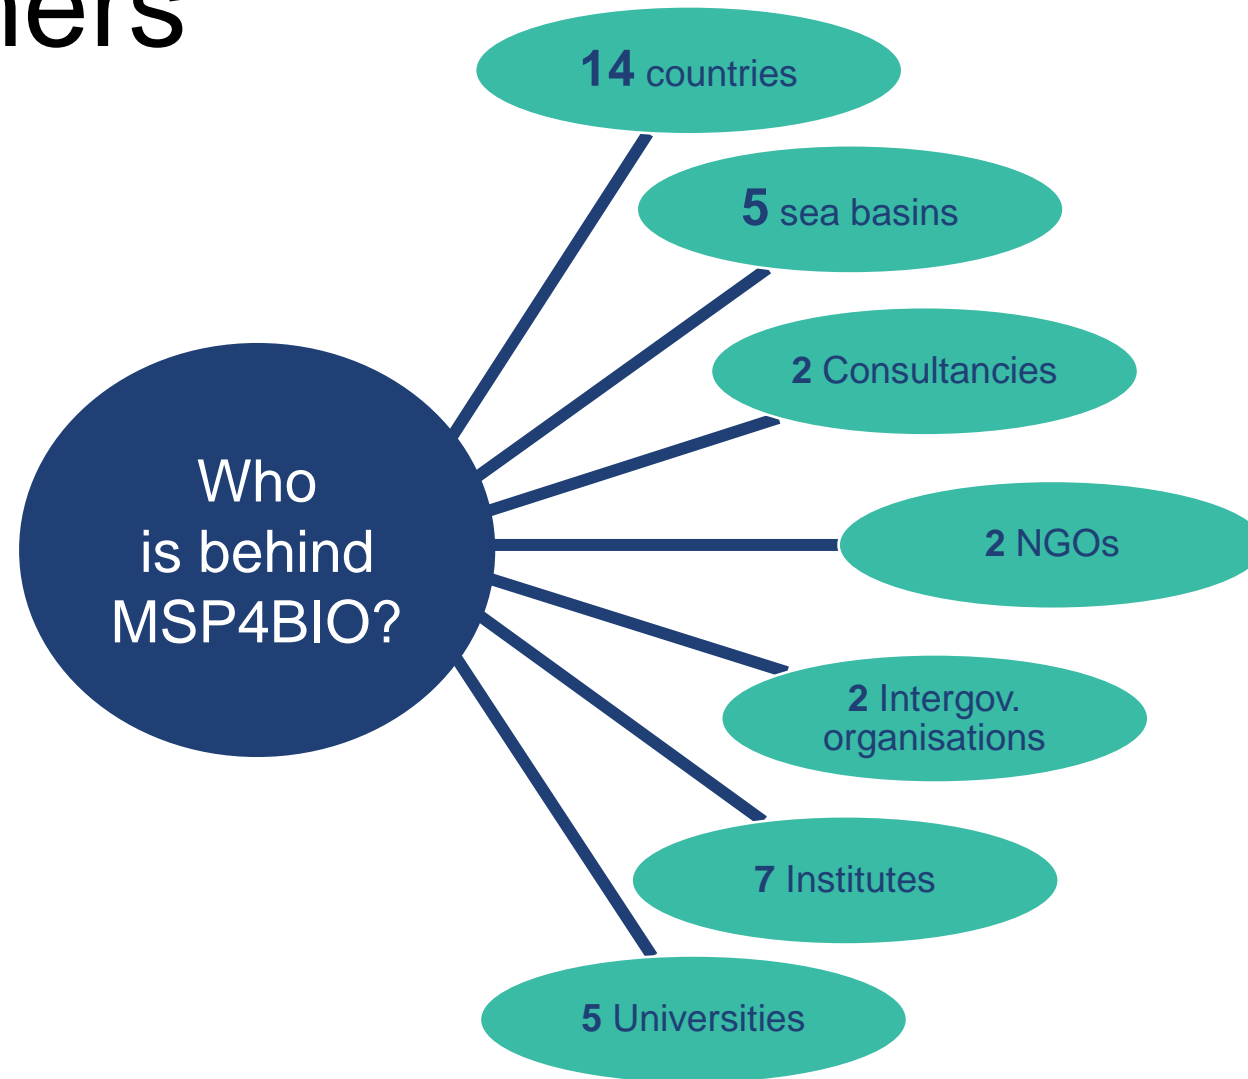 14 countries
5 sea basins
2 Consultancies
Who
is behind
MSP4BIO?
2 NGOs
2 Intergov.
organisations
7 Institutes
5 Universities